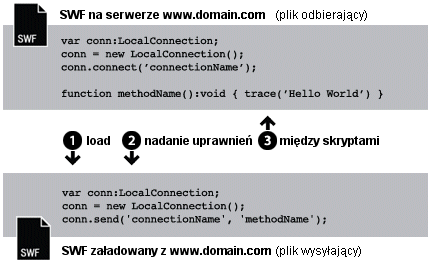 SWF na serwerze www.domain.com (plik odbierający)
SWF
var conn:LocalConnection;
conn = new LocalConnection();
conn.connect(‘connectionName’);
function methodName():void { trace(‘Hello World’) }
1 load 2 nadanie uprawnień 3 między skryptami
var conn:LocalConnection;
conn = new LocalConnection();
conn.send('connectionName', 'methodName');
SWF
SWF załadowany z www.domain.com (plik wysyłający)